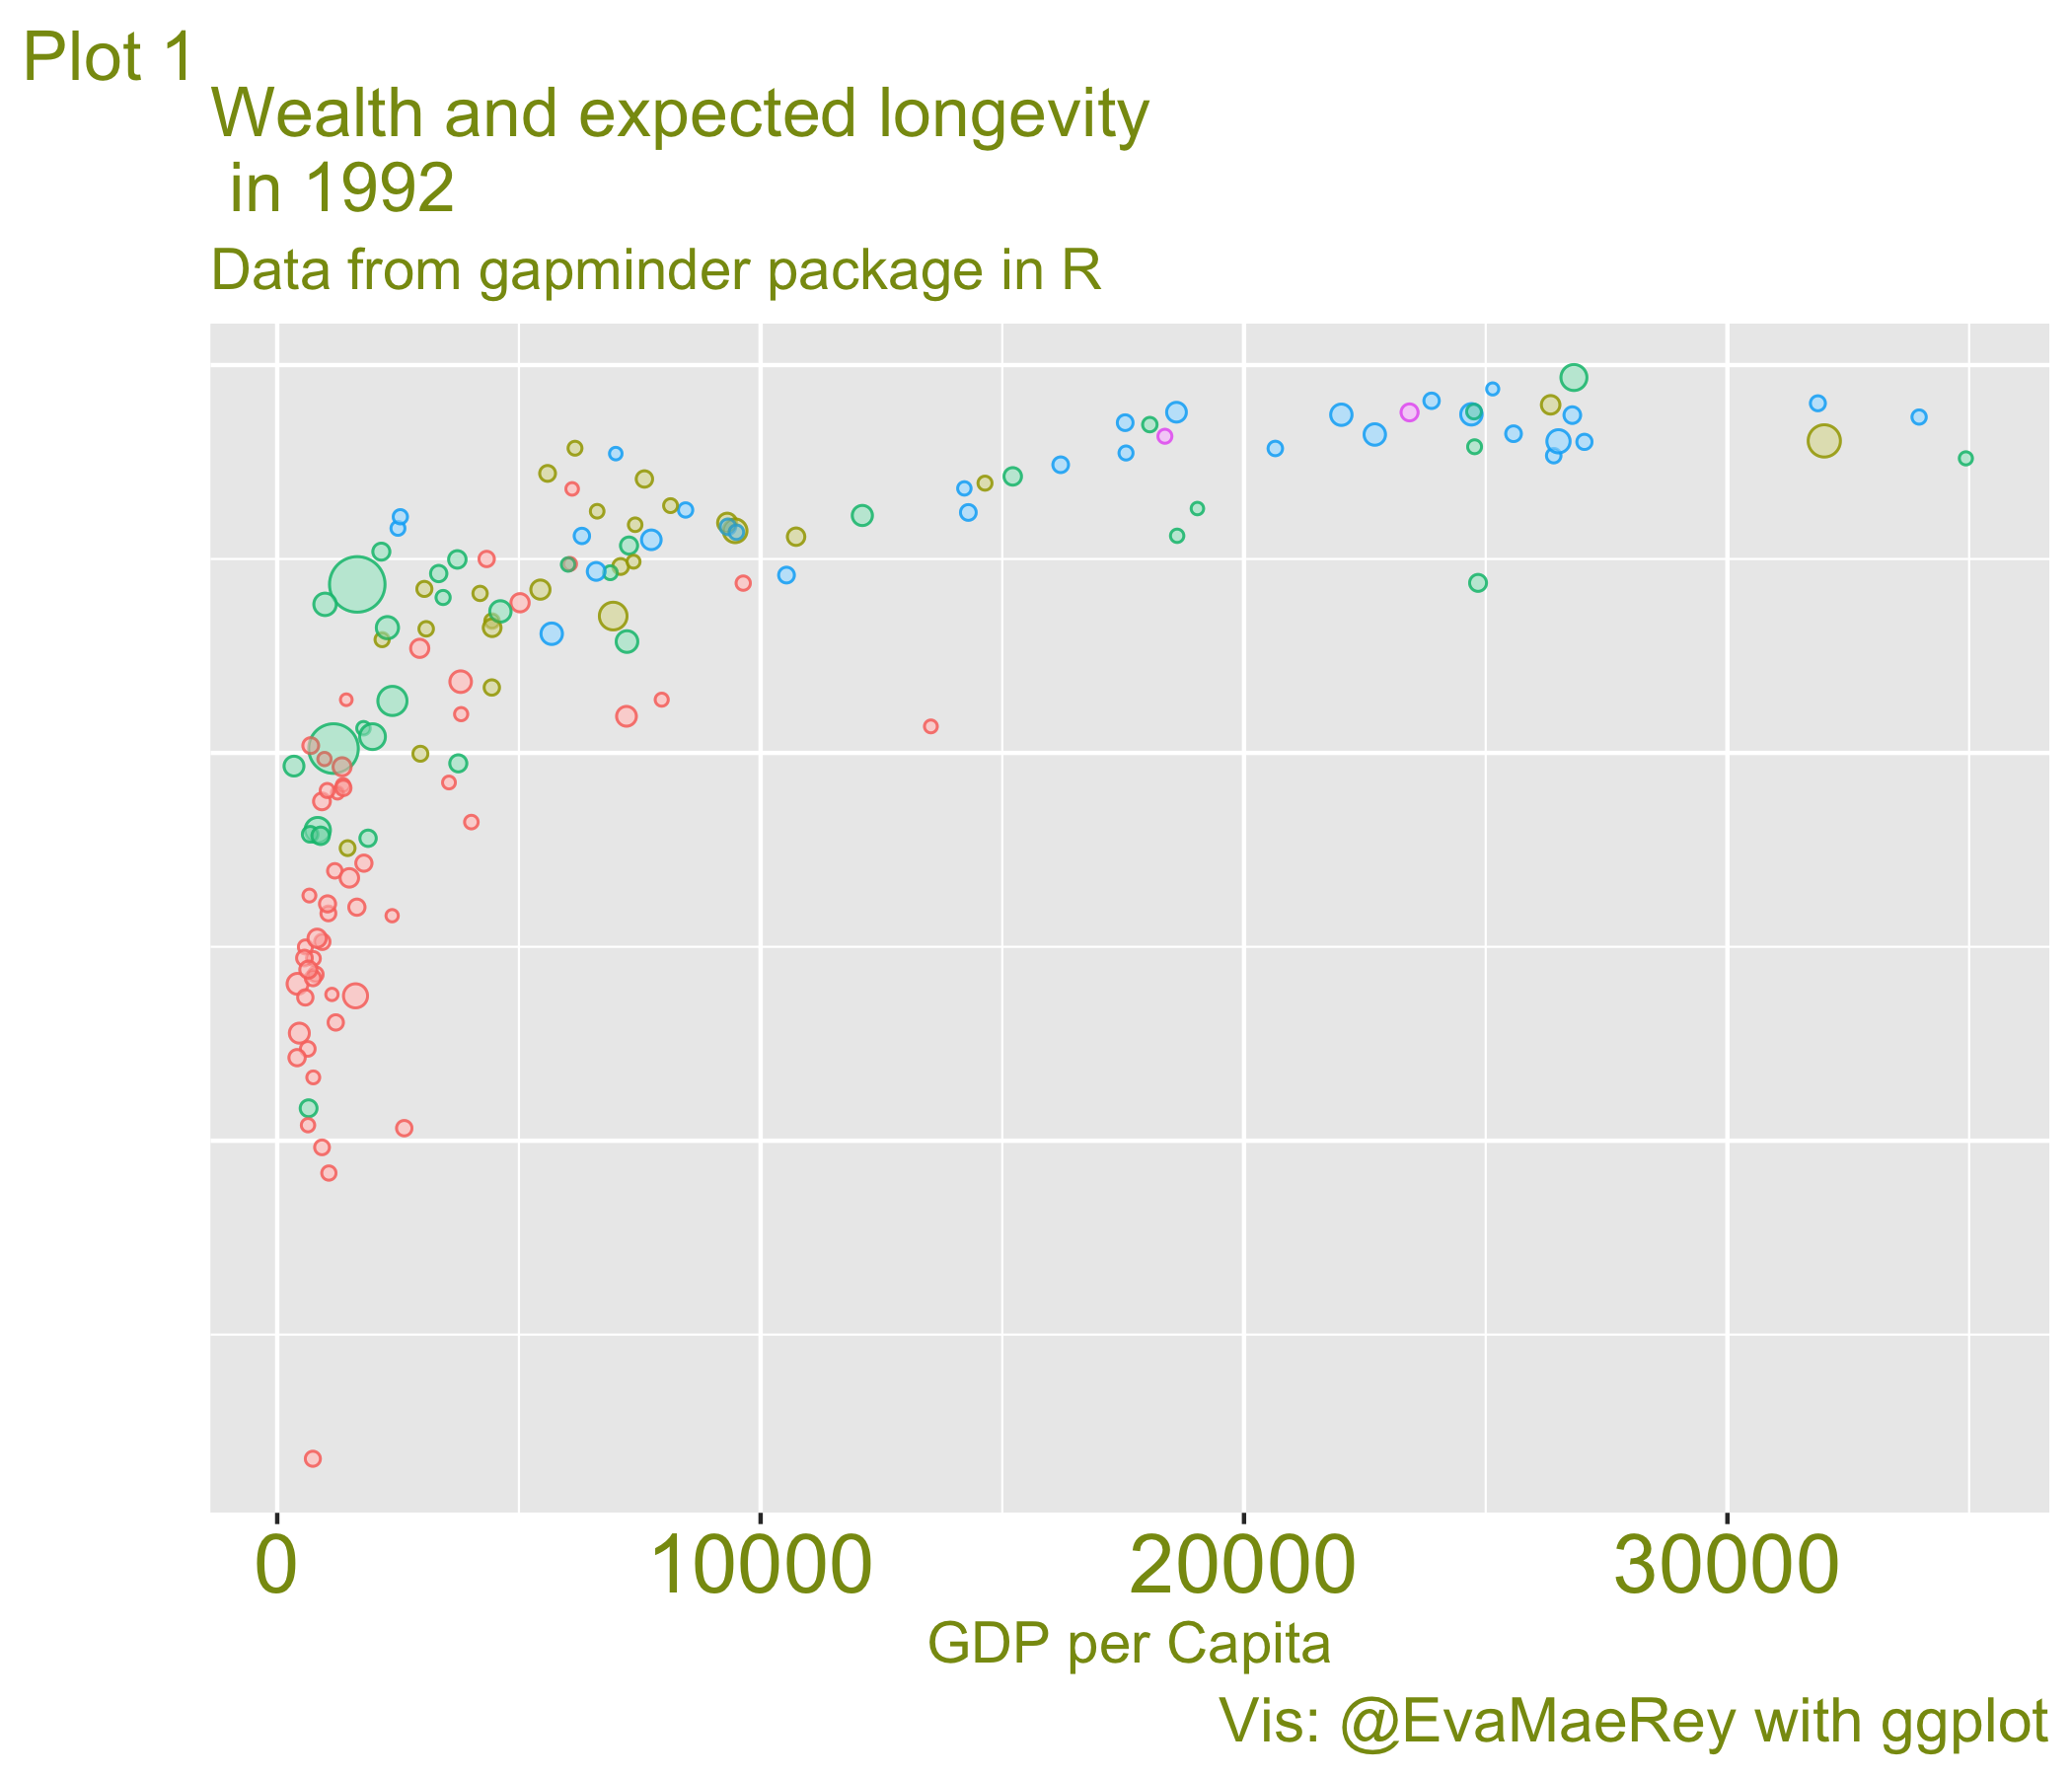 Plot 1
Wealth and expected longevity
in 1992
Data from gapminder package in R
0 10000 20000 30000
GDP per Capita
Vis: @EvaMaeRey with ggplot